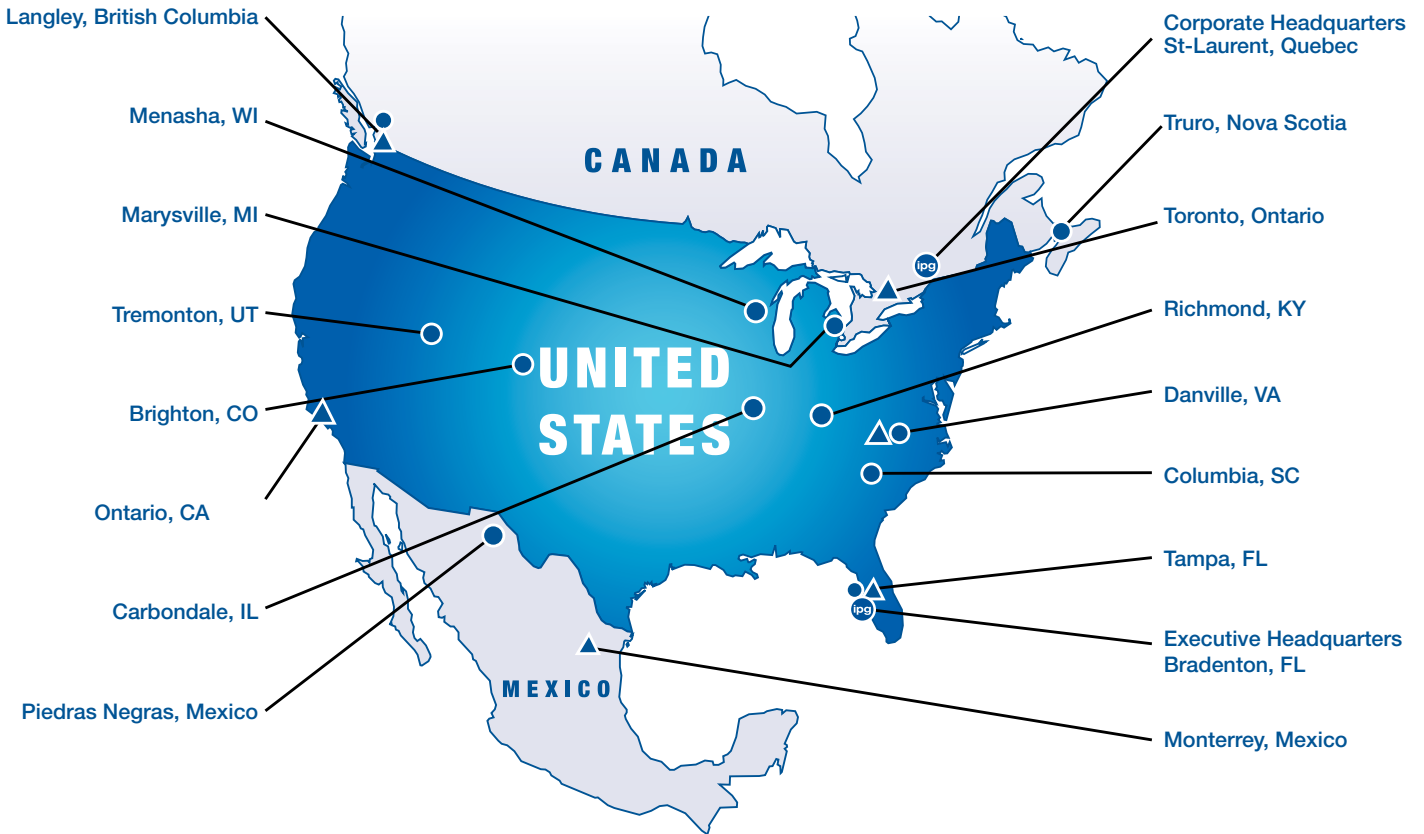 Langley, British Columbia
Menasha, WI
Marysville, MI
Tremonton, UT
Brighton, CO
Ontario, CA
Carbondale, IL
Piedras Negras, Mexico
CANADA
UNITED
STATES
MEXICO
ipg
ipg
Corporate Headquarters
St-Laurent, Quebec
Truro, Nova Scotia
Toronto, Ontario
Richmond, KY
Danville, VA
Columbia, SC
Tampa, FL
Executive Headquarters
Bradenton, FL
Monterrey, Mexico